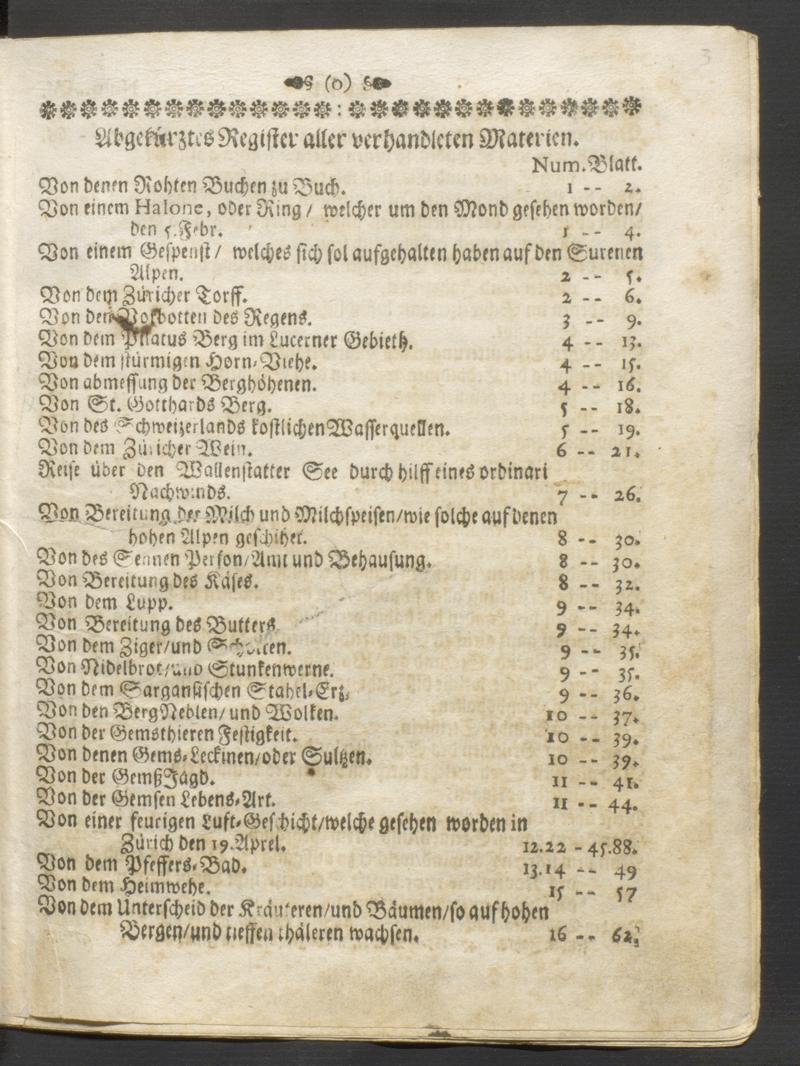 3
(0)
Abgekürztes Register aller verhandleten Materien.
Num. Blatt.
Von denen Rohten Buchen zu Buch. 1 -- 2.
Von einem Halone, oder Ring / welcher um den Mond gesehen worden/
den 5. Febr. 1 -- 4.
Von einem Gespenst / welches sich sol aufgehalten haben auf den Surenen
Alpen. 2 -- 5.
Von dem Züricher Torff. 2 -- 6.
Von den Vorbotten des Regens. 3 -- 9.
Von dem Pilatus Berg im Lucerner Gebieth. 4 -- 13.
Von dem stürmigen Horn-Viehe. 4 -- 15.
Von abmessung der Berghöhenen. 4 -- 16.
Von St. Gotthards Berg. 5 -- 18.
Von des Schweizerlands kostlichen Wasserquellen. 5 -- 19.
Von dem Züricher Wein. 6 -- 21.
Reise über den Wallenstatter See durch hilff eines ordinari
Nachwinds. 7 -- 26.
Von Bereitung der Milch und Milchspeisen/wie solche auf denen
hohen Alpen geschihet. 8 -- 30.
Von des Sennen Person/Amt und Behausung. 8 -- 30.
Von Bereitung des Käses. 8 -- 32.
Von dem Lupp. 9 -- 34.
Von Bereitung des Butters. 9 -- 34.
Von dem Ziger/und Schotten. 9 -- 35.
Von Nidelbrot/und Stunkenwerne. 9 -- 35.
Von dem Sargansischen Stahel-Erz. 9 -- 36.
Von den BergNeblen/ und Wolken. 10 -- 37.
Von der Gemsthieren Festigkeit. 10 -- 39.
Von denen Gems-Leckinen/oder Sultzen. 10 -- 39.
Von der GemßJagd. 11 -- 41.
Von der Gemsen Lebens-Art. 11 -- 44.
Von einer feurigen Luft-Geschicht/welche gesehen worden in
Zürich den 19. Aprel. 12.22 - 45.88.
Von dem Pfeffers-Bad. 13.14 -- 49
Von dem Heimwehe. 15 -- 57
Von dem Unterscheid der Kräuteren/und Bäumen/so auf hohen
Bergen/und tieffen thäleren wachsen. 16 -- 62.